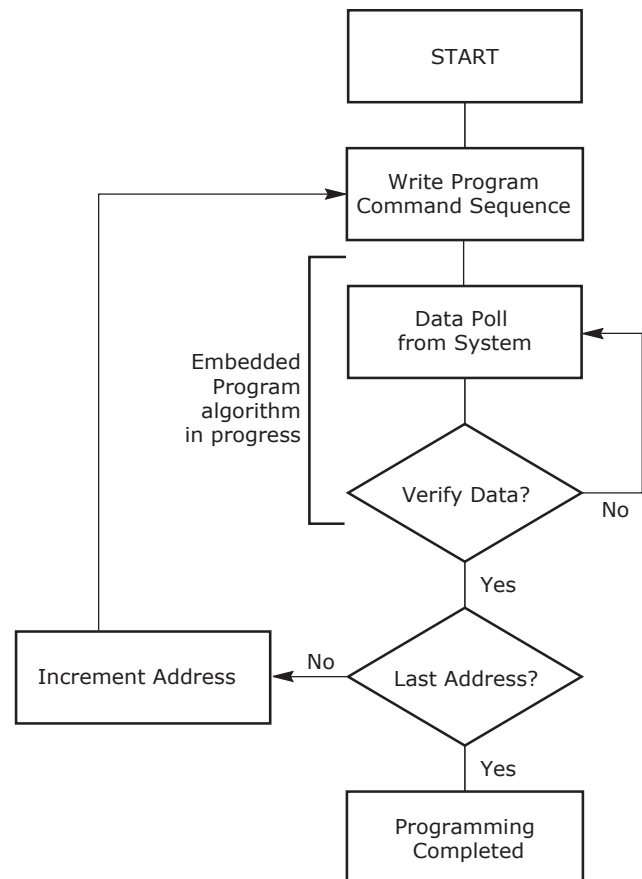 START
Write Program
Command Sequence
Data Poll
from System
Embedded
Program
algorithm
in progress
Verify Data?
No
Yes
No
Increment Address
Last Address?
Yes
Programming
Completed